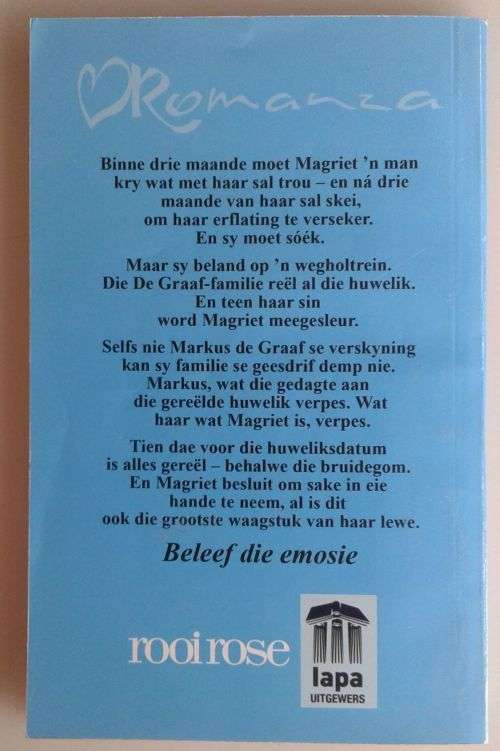 Romanza
Binne drie maande moet Magriet 'n man
kry wat met haar sal trou – en ná drie
maande van haar sal skei,
om haar erflating te verseker.
En sy moet sóék.
Maar sy beland op 'n wegholtrein.
Die De Graaf-familie reël al die huwelik.
En teen haar sin
word Magriet meegesleur.
Selfs nie Markus de Graaf se verskyning
kan sy familie se geesdrif demp nie.
Markus, wat die gedagte aan
die gereëlde huwelik verpes. Wat
haar wat Magriet is, verpes.
Tien dae voor die huweliksdatum
is alles gereël – behalwe die bruidegom.
En Magriet besluit om sake in eie
hande te neem, al is dit
ook die grootste waagstuk van haar lewe.
Beleef die emosie
rooi rose
lapa
UITGEWERS